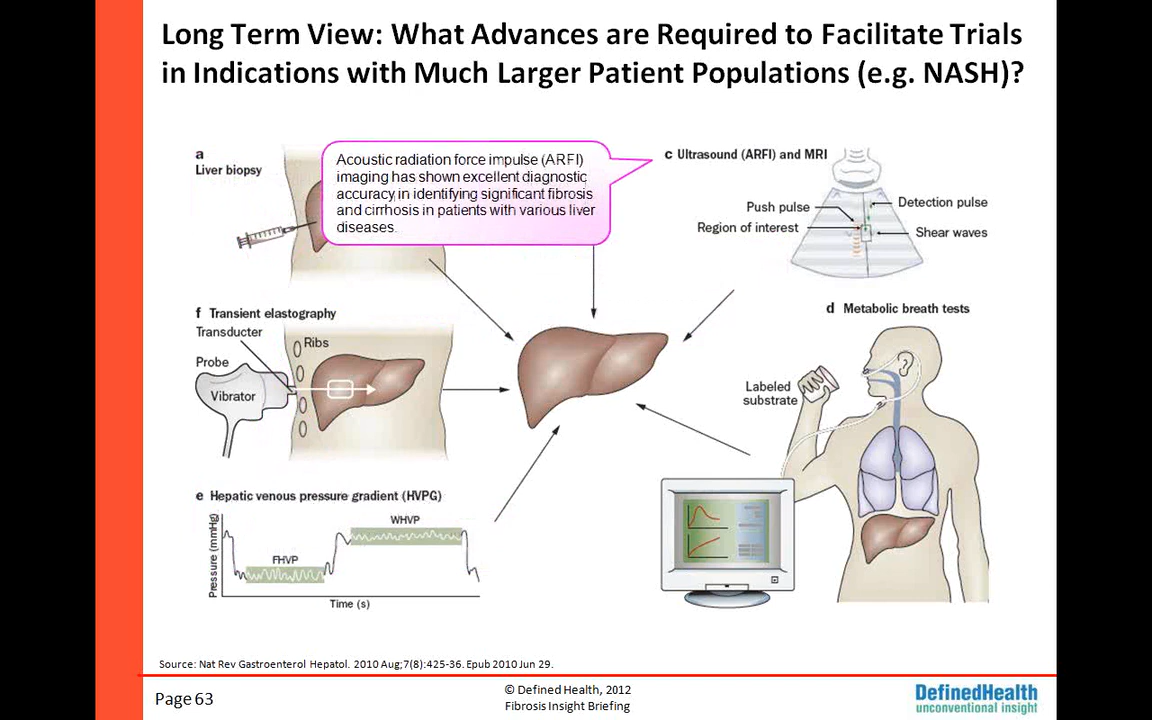 Long Term View: What Advances are Required to Facilitate Trials
in Indications with Much Larger Patient Populations (e.g. NASH)?
a
Liver biopsy
Acoustic radiation force impulse (ARFI)
imaging has shown excellent diagnostic
accuracy in identifying significant fibrosis
and cirrhosis in patients with various liver
diseases.
c Ultrasound (ARFI) and MRI
Push pulse
Detection pulse
Region of interest
Shear waves
f Transient elastography
Transducter
Ribs
Probe
Vibrator
d Metabolic breath tests
Labeled
substrate
e Hepatic venous pressure gradient (HVPG)
Pressure (mmHg)
WHVP
FHVP
Time (s)
Source: Nat Rev Gastroenterol Hepatol. 2010 Aug;7(8):425-36. Epub 2010 Jun 29.
Page 63
© Defined Health, 2012
Fibrosis Insight Briefing
DefinedHealth
unconventional insight